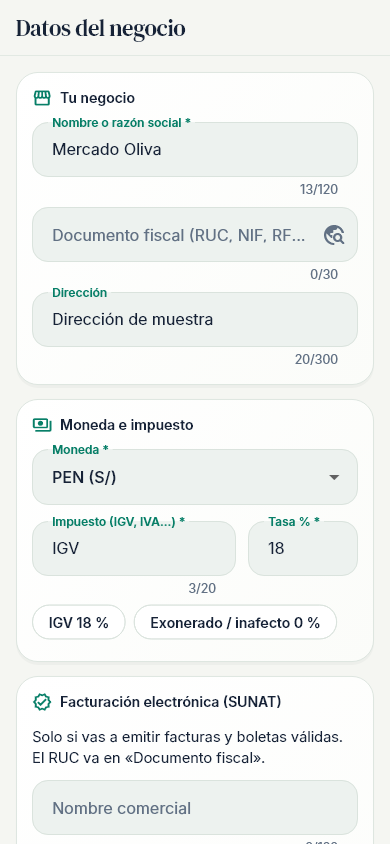 Datos del negocio
Tu negocio
Nombre o razón social *
Mercado Oliva
13/120
Documento fiscal (RUC, NIF, RF...
0/30
Dirección
Dirección de muestra
20/300
Moneda e impuesto
Moneda *
PEN (S/)
Impuesto (IGV, IVA...) *
Tasa % *
IGV
18
3/20
IGV 18 %
Exonerado / inafecto 0 %
Facturación electrónica (SUNAT)
Solo si vas a emitir facturas y boletas válidas.
El RUC va en «Documento fiscal».
Nombre comercial